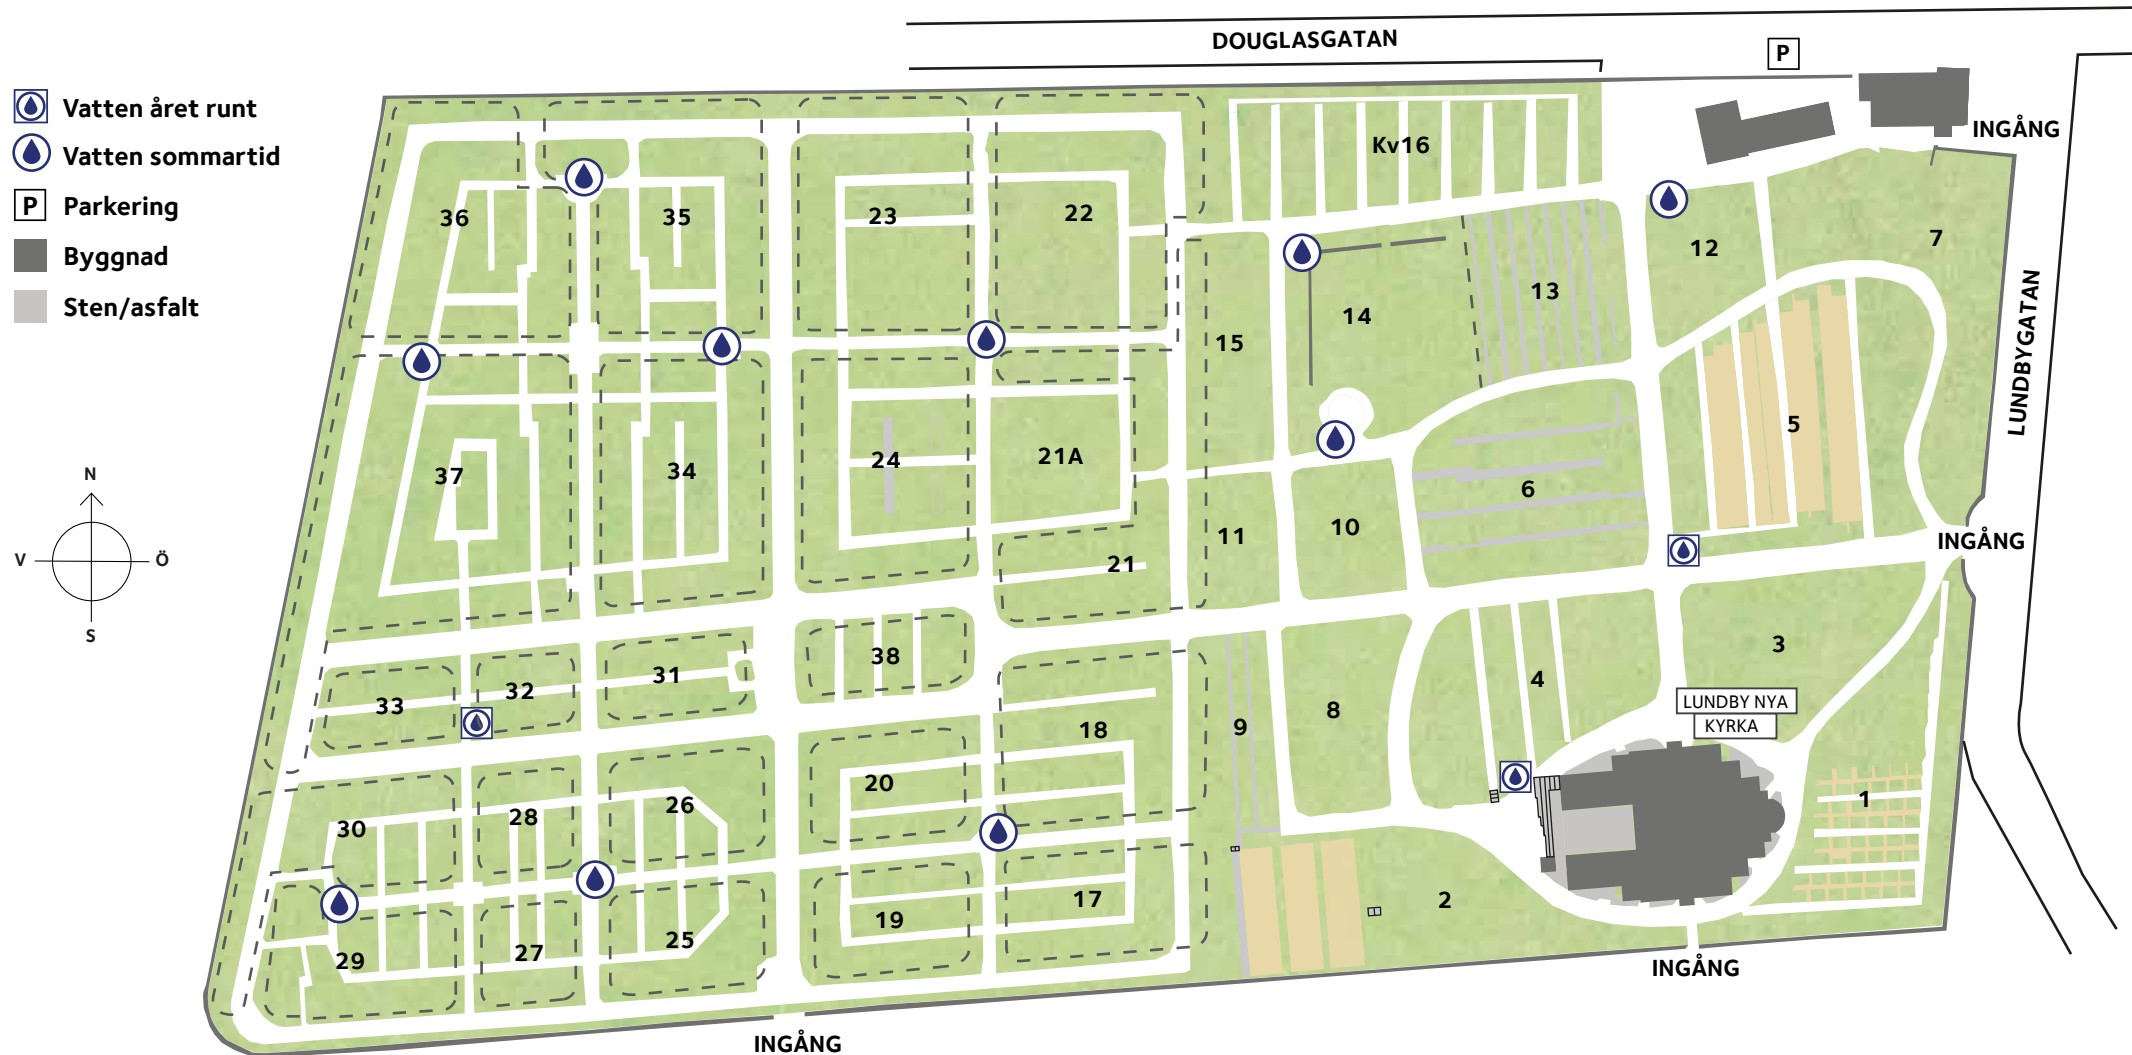 DOUGLASGATAN
P
Vatten året runt
Vatten sommartid
P Parkering
Byggnad
Sten/asfalt
INGÅNG
Kv16
36
35
23
22
12
7
15
14
13
LUNDBYGATAN
5
37
34
24
21A
6
N
V
Ö
S
11
10
21
INGÅNG
33
32
31
38
18
9
8
4
3
LUNDBY NYA
KYRKA
30
28
26
20
1
29
27
25
19
17
2
INGÅNG
INGÅNG